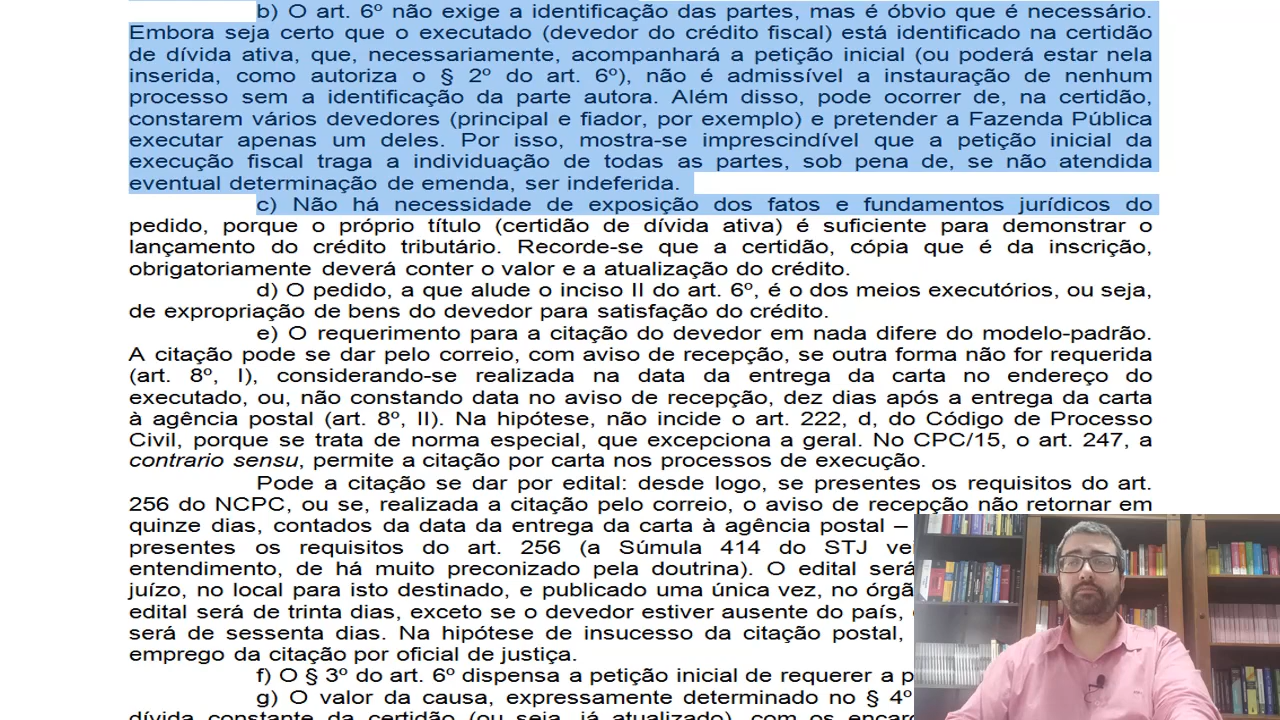 b) O art. 6º não exige a identificação das partes, mas é óbvio que é necessário.
Embora seja certo que o executado (devedor do crédito fiscal) está identificado na certidão
de dívida ativa, que, necessariamente, acompanhará a petição inicial (ou poderá estar nela
inserida, como autoriza o § 2º do art. 6º), não é admissível a instauração de nenhum
processo sem a identificação da parte autora. Além disso, pode ocorrer de, na certidão,
constarem vários devedores (principal e fiador, por exemplo) e pretender a Fazenda Pública
executar apenas um deles. Por isso, mostra-se imprescindível que a petição inicial da
execução fiscal traga a individuação de todas as partes, sob pena de, se não atendida
eventual determinação de emenda, ser indeferida.
c) Não há necessidade de exposição dos fatos e fundamentos jurídicos do
pedido, porque o próprio título (certidão de dívida ativa) é suficiente para demonstrar o
lançamento do crédito tributário. Recorde-se que a certidão, cópia que é da inscrição,
obrigatoriamente deverá conter o valor e a atualização do crédito.
d) O pedido, a que alude o inciso II do art. 6º, é o dos meios executórios, ou seja,
de expropriação de bens do devedor para satisfação do crédito.
e) O requerimento para a citação do devedor em nada difere do modelo-padrão.
A citação pode se dar pelo correio, com aviso de recepção, se outra forma não for requerida
(art. 8º, I), considerando-se realizada na data da entrega da carta no endereço do
executado, ou, não constando data no aviso de recepção, dez dias após a entrega da carta
à agência postal (art. 8º, II). Na hipótese, não incide o art. 222, d, do Código de Processo
Civil, porque se trata de norma especial, que excepciona a geral. No CPC/15, o art. 247, a
contrario sensu, permite a citação por carta nos processos de execução.
Pode a citação se dar por edital: desde logo, se presentes os requisitos do art.
256 do NCPC, ou se, realizada a citação pelo correio, o aviso de recepção não retornar em
quinze dias, contados da data da entrega da carta à agência postal –
presentes os requisitos do art. 256 (a Súmula 414 do STJ
entendimento, de há muito preconizado pela doutrina). O edital será
juízo, no local para isto destinado, e publicado uma única vez, no
edital será de trinta dias, exceto se o devedor estiver ausente do país,
será de sessenta dias. Na hipótese de insucesso da citação postal,
emprego da citação por oficial de justiça.
f) O § 3º do art. 6º dispensa a petição inicial de requerer a
g) O valor da causa, expressamente determinado no § 4º
dívida constante da certidão (ou seja, já atualizado), com os